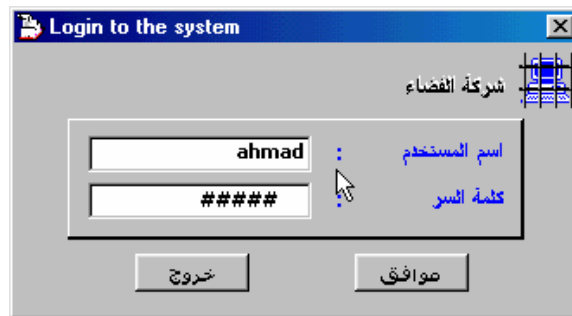 Login to the system
شركة الفضاء
اسم المستخدم : ahmad
كلمة السر : #####
موافق خروج